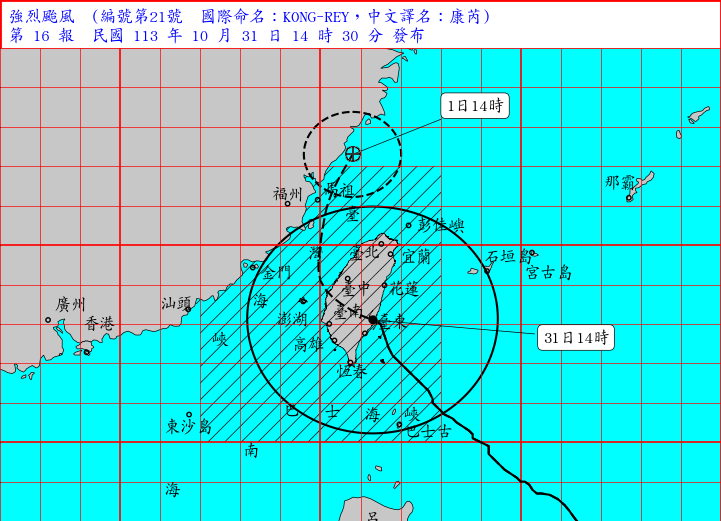 強烈颱風 (編號第21號 國際命名：KONG-REY，中文譯名：康芮)
第 16 報 民國 113 年 10 月 31 日 14 時 30 分 發布
1日14時
那霸
福州
馬祖
臺
彭佳嶼
灣
臺北
宜蘭
石垣島
宮古島
金門
臺中
花蓮
海
廣州
汕頭
澎湖
臺南
臺東
香港
峽
高雄
31日14時
恆春
巴 士 海 峽
東沙島
巴士古
南
海
呂